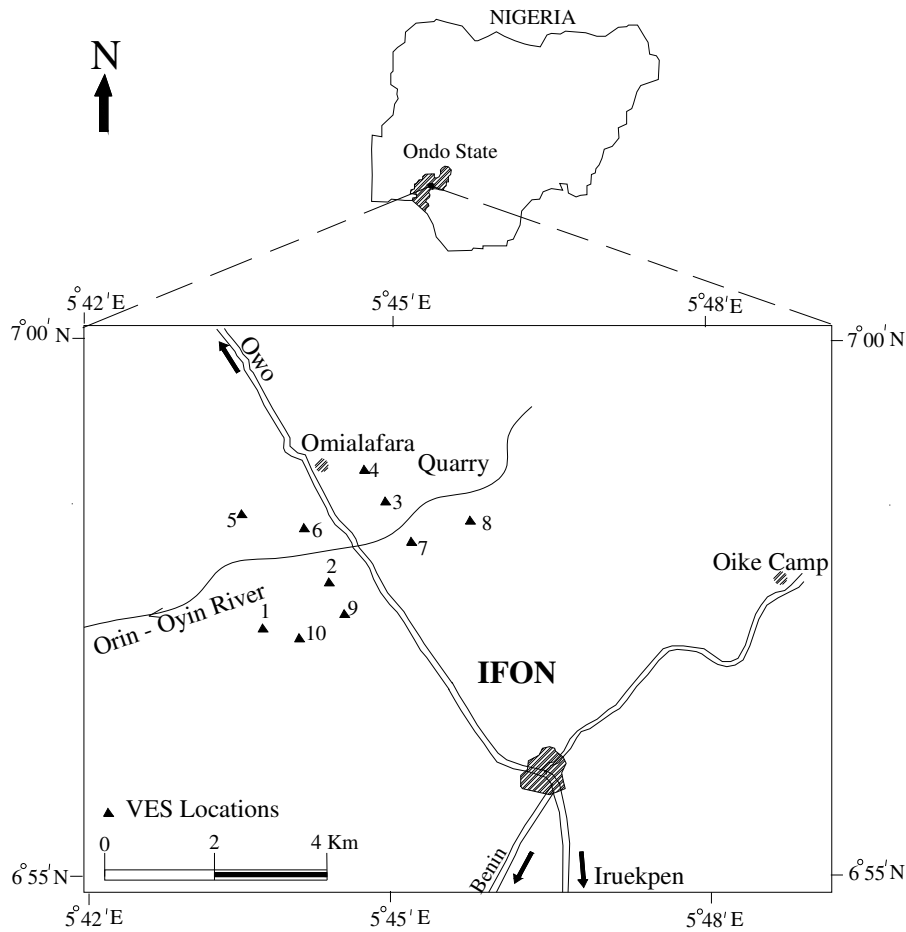 NIGERIA
N
Ondo State
5°42′E 5°45′E 5°48′E
7°00′N 7°00′N
Owo
Omialafara
4 Quarry
3
5 6 8
7
2 Oike Camp
Orin - Oyin River
1 9
10
IFON
VES Locations
0 2 4 Km
Benin
Iruekpen
6°55′N 6°55′N
5°42′E 5°45′E 5°48′E